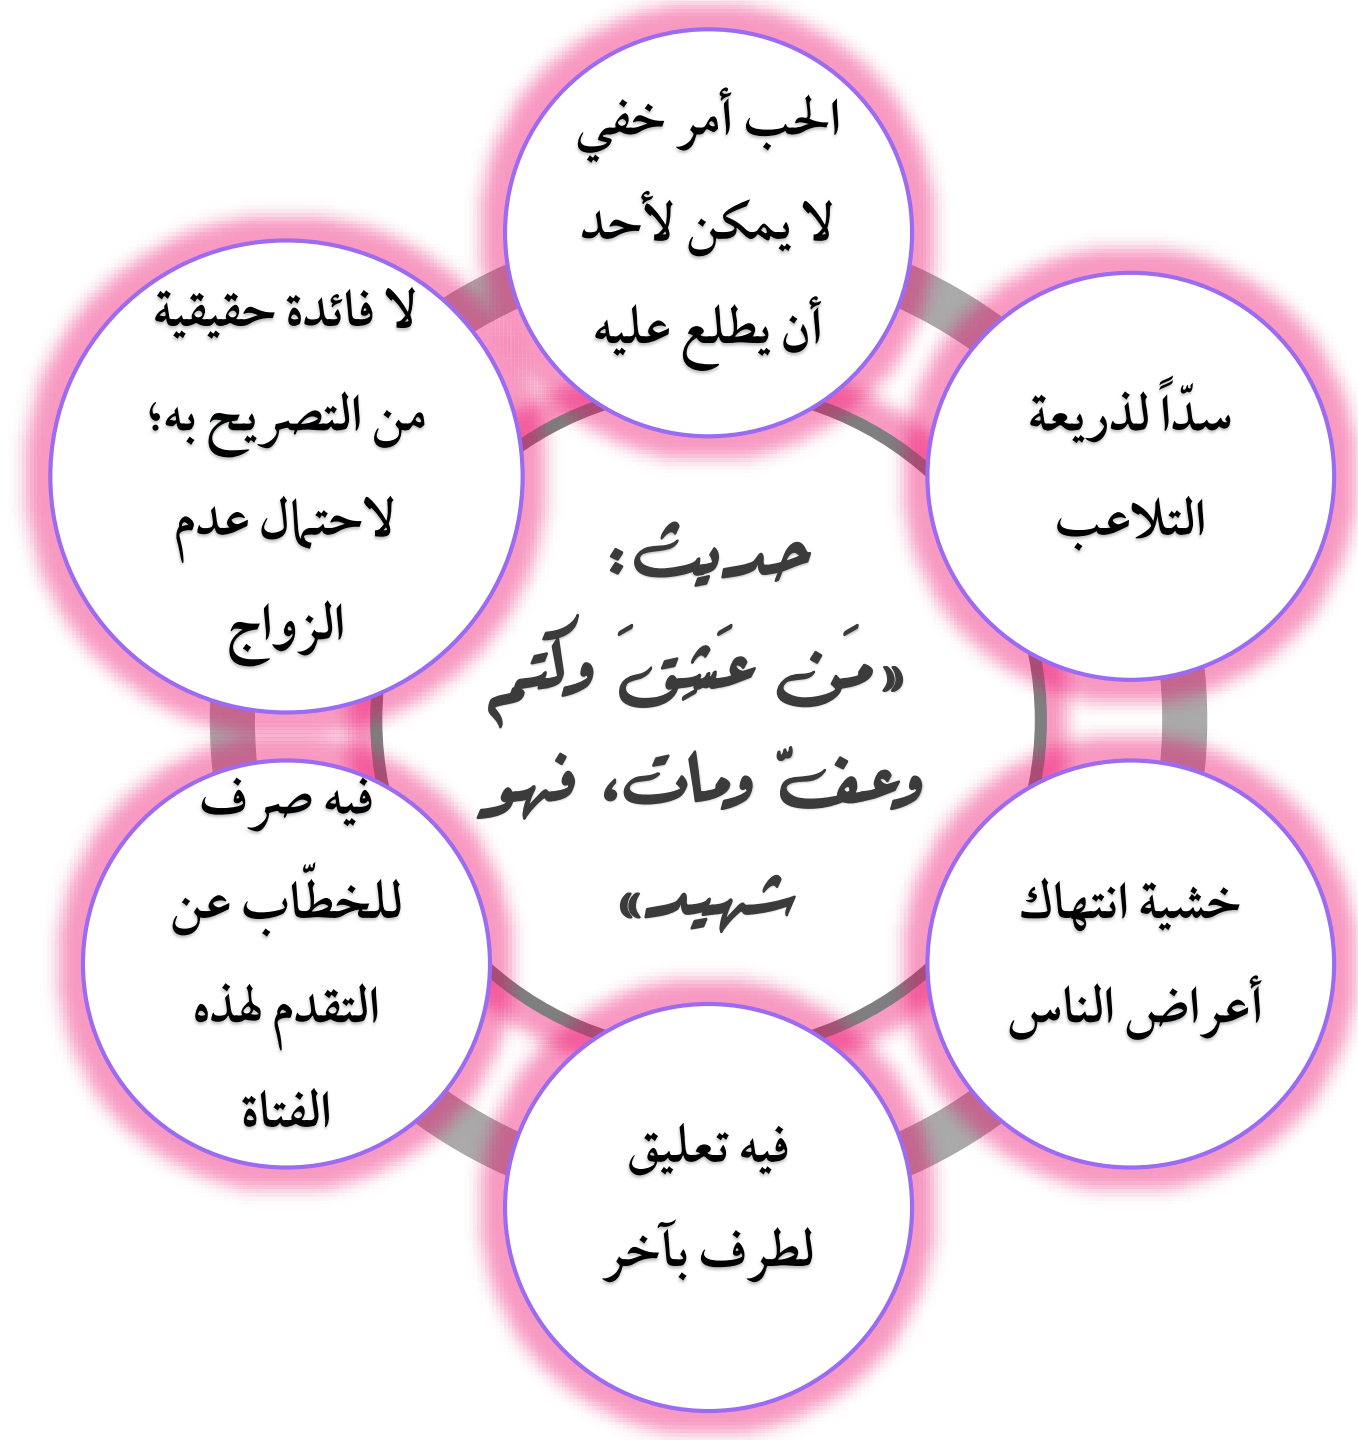 الحب أمر خفي
لا يمكن لأحد
أن يطلع عليه
سدّاً لذريعة
التلاعب
خشية انتهاك
أعراض الناس
فيه تعليق
لطرف بآخر
فيه صرف
للخطّاب عن
التقدم لهذه
الفتاة
لا فائدة حقيقية
من التصريح به؛
لاحتمال عدم
الزواج
حديث:
«مَن عَشِقَ وكتم
وعفّ ومات، فهو
شهيد»